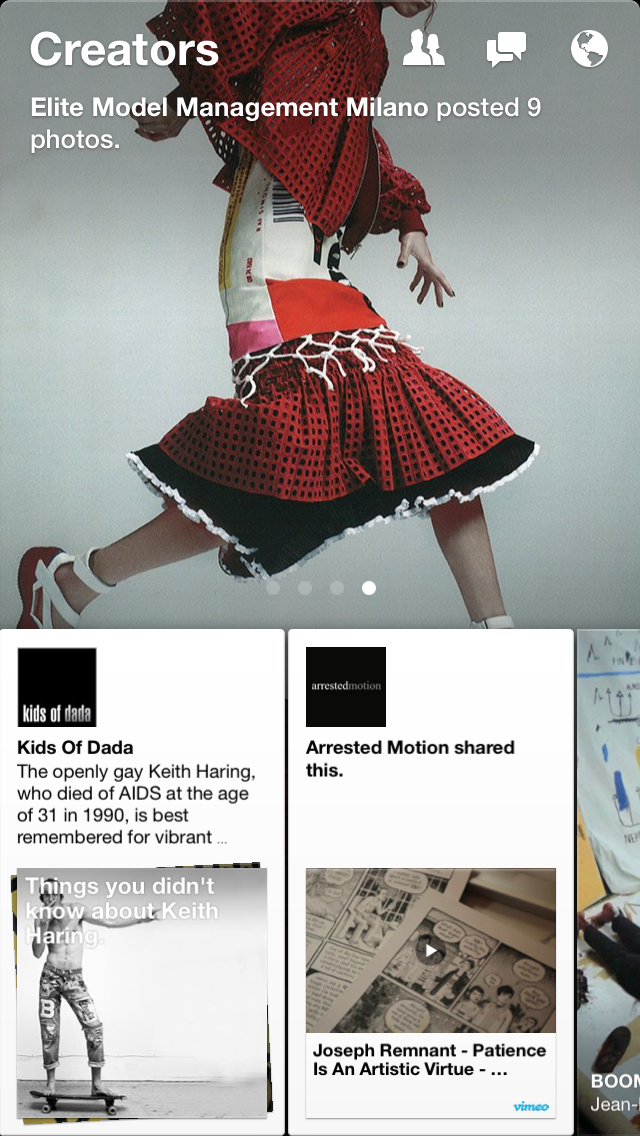 Creators
Elite Model Management Milano posted 9
photos.
kids of dada
Kids Of Dada
The openly gay Keith Haring,
who died of AIDS at the age
of 31 in 1990, is best
remembered for vibrant ...
Things you didn't
know about Keith
Haring.
B
arrestedmotion
Arrested Motion shared
this.
Joseph Remnant - Patience
Is An Artistic Virtue - ...
vimeo
BOOM
Jean-